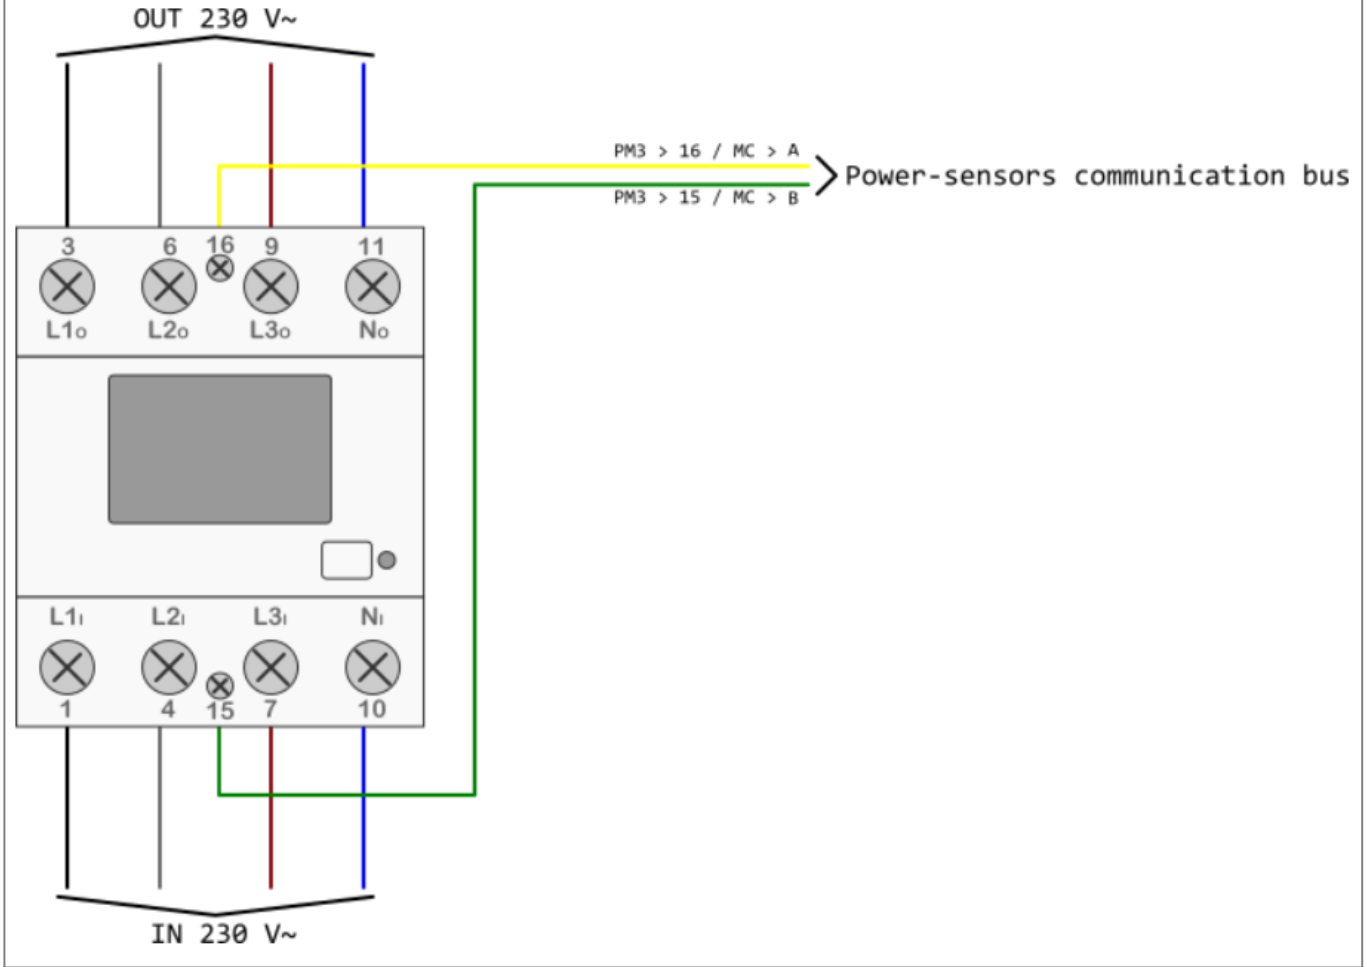 OUT 230 V~
PM3 > 16 / MC > A
Power-sensors communication bus
PM3 > 15 / MC > B
3 6 16 9 11
L1o L2o L3o No
L1I L2I L3I NI
1 4 15 7 10
IN 230 V~